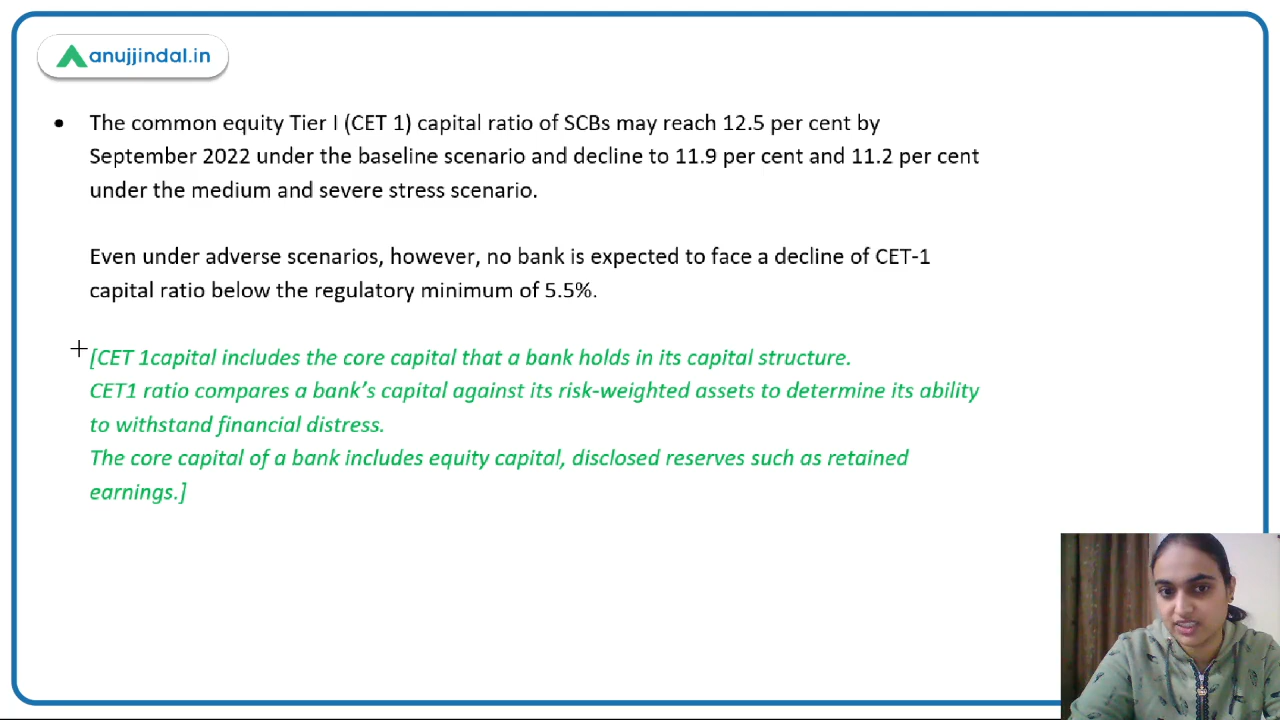 anujjindal.in
• The common equity Tier I (CET 1) capital ratio of SCBs may reach 12.5 per cent by
September 2022 under the baseline scenario and decline to 11.9 per cent and 11.2 per cent
under the medium and severe stress scenario.
Even under adverse scenarios, however, no bank is expected to face a decline of CET-1
capital ratio below the regulatory minimum of 5.5%.
[CET 1capital includes the core capital that a bank holds in its capital structure.
CET1 ratio compares a bank’s capital against its risk-weighted assets to determine its ability
to withstand financial distress.
The core capital of a bank includes equity capital, disclosed reserves such as retained
earnings.]